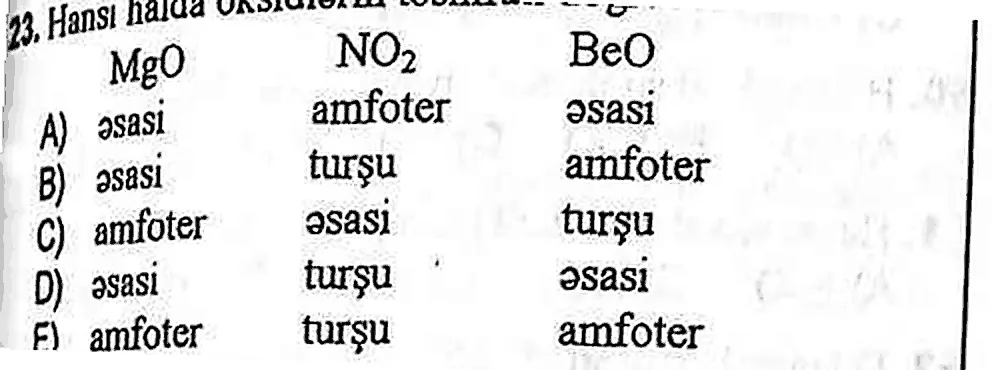 23. Hansı halda oksidlərin
MgO NO₂ BeO
A) əsasi amfoter əsasi
B) əsasi turşu amfoter
C) amfoter əsasi turşu
D) əsasi turşu əsasi
E) amfoter turşu amfoter